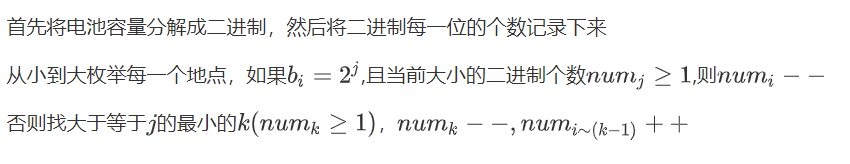 首先将电池容量分解成二进制，然后将二进制每一位的个数记录下来
从小到大枚举每一个地点，如果$b_i = 2^j$,且当前大小的二进制个数$num_j \geq 1$,则$num_i--$
否则找大于等于$j$的最小的$k(num_k \geq 1)$，$num_k--,num_{i\sim(k-1)}++$